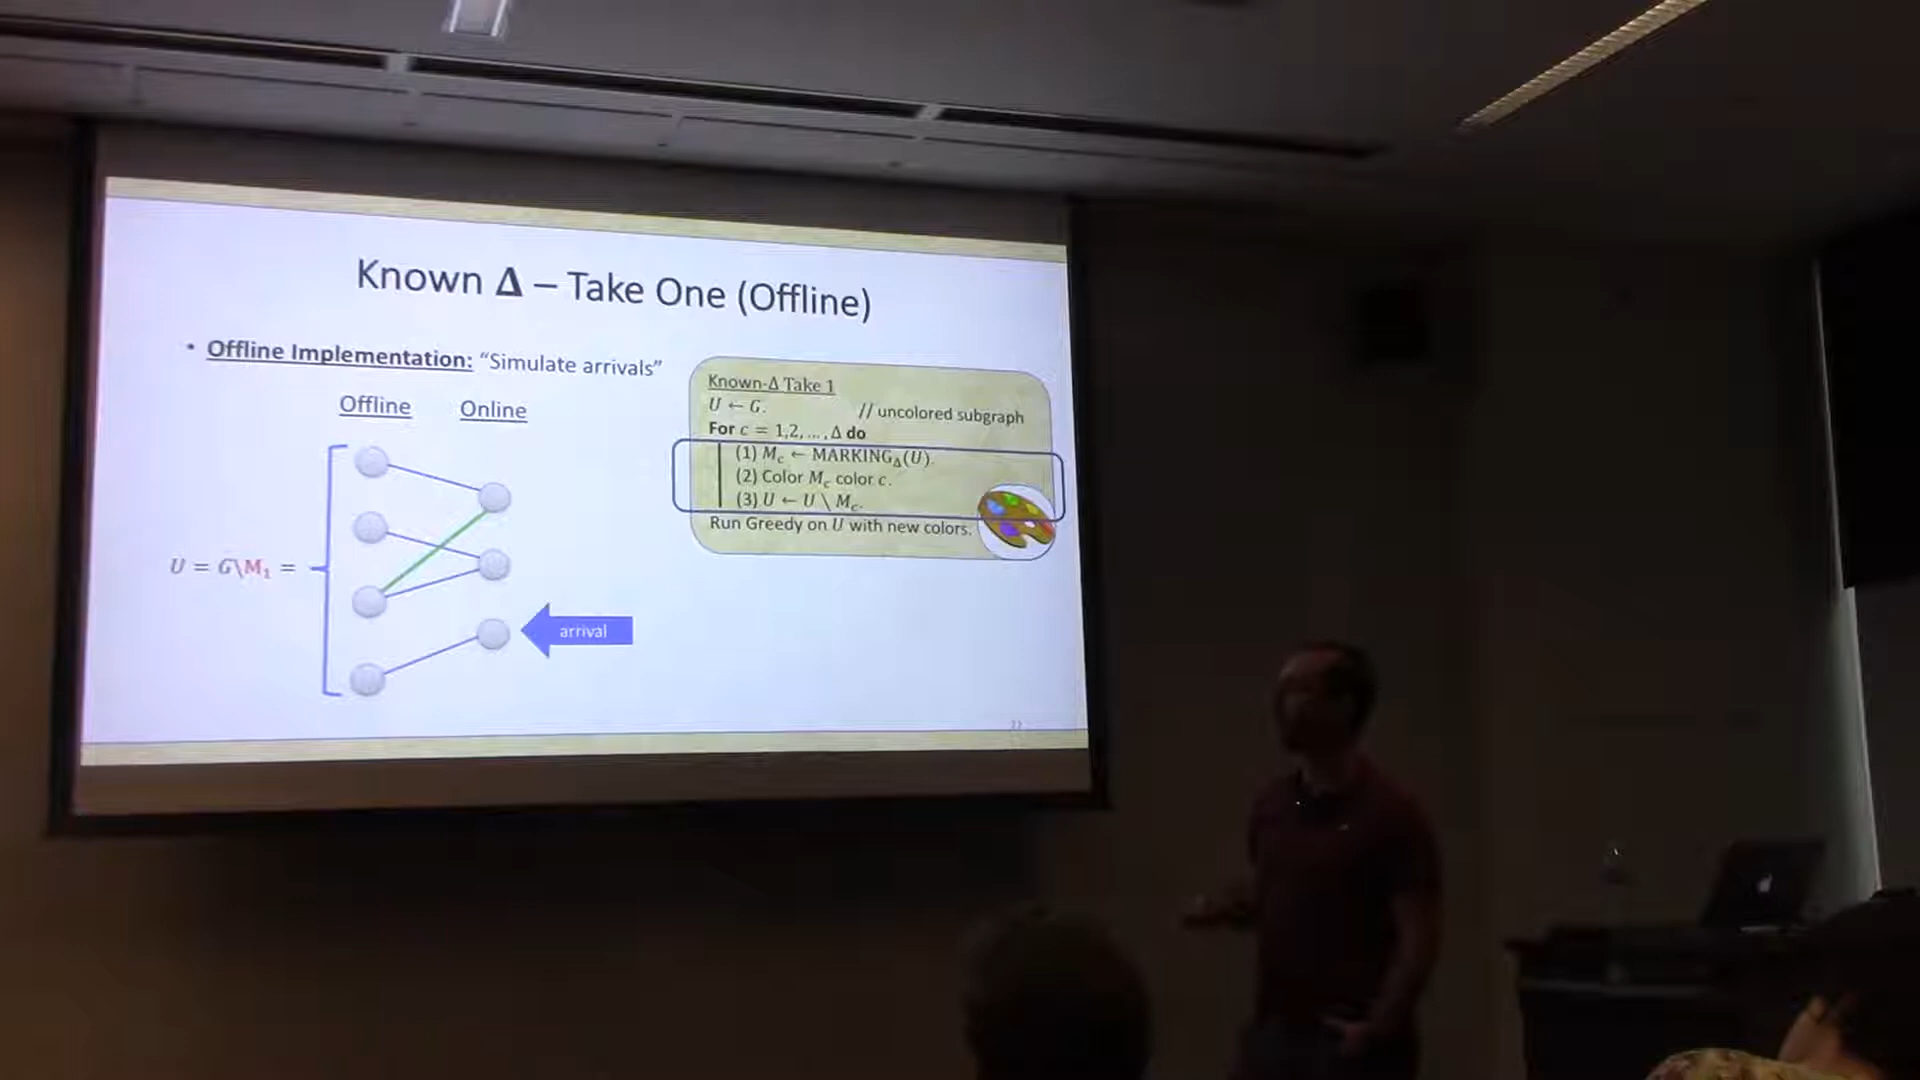 Known Δ – Take One (Offline)
• Offline Implementation: “Simulate arrivals”
Offline Online
U = G\M₁ =
arrival
Known-Δ Take 1
U ← G. // uncolored subgraph
For c = 1,2, ..., Δ do
(1) M_c ← MARKING_Δ(U).
(2) Color M_c color c.
(3) U ← U \ M_c.
Run Greedy on U with new colors.